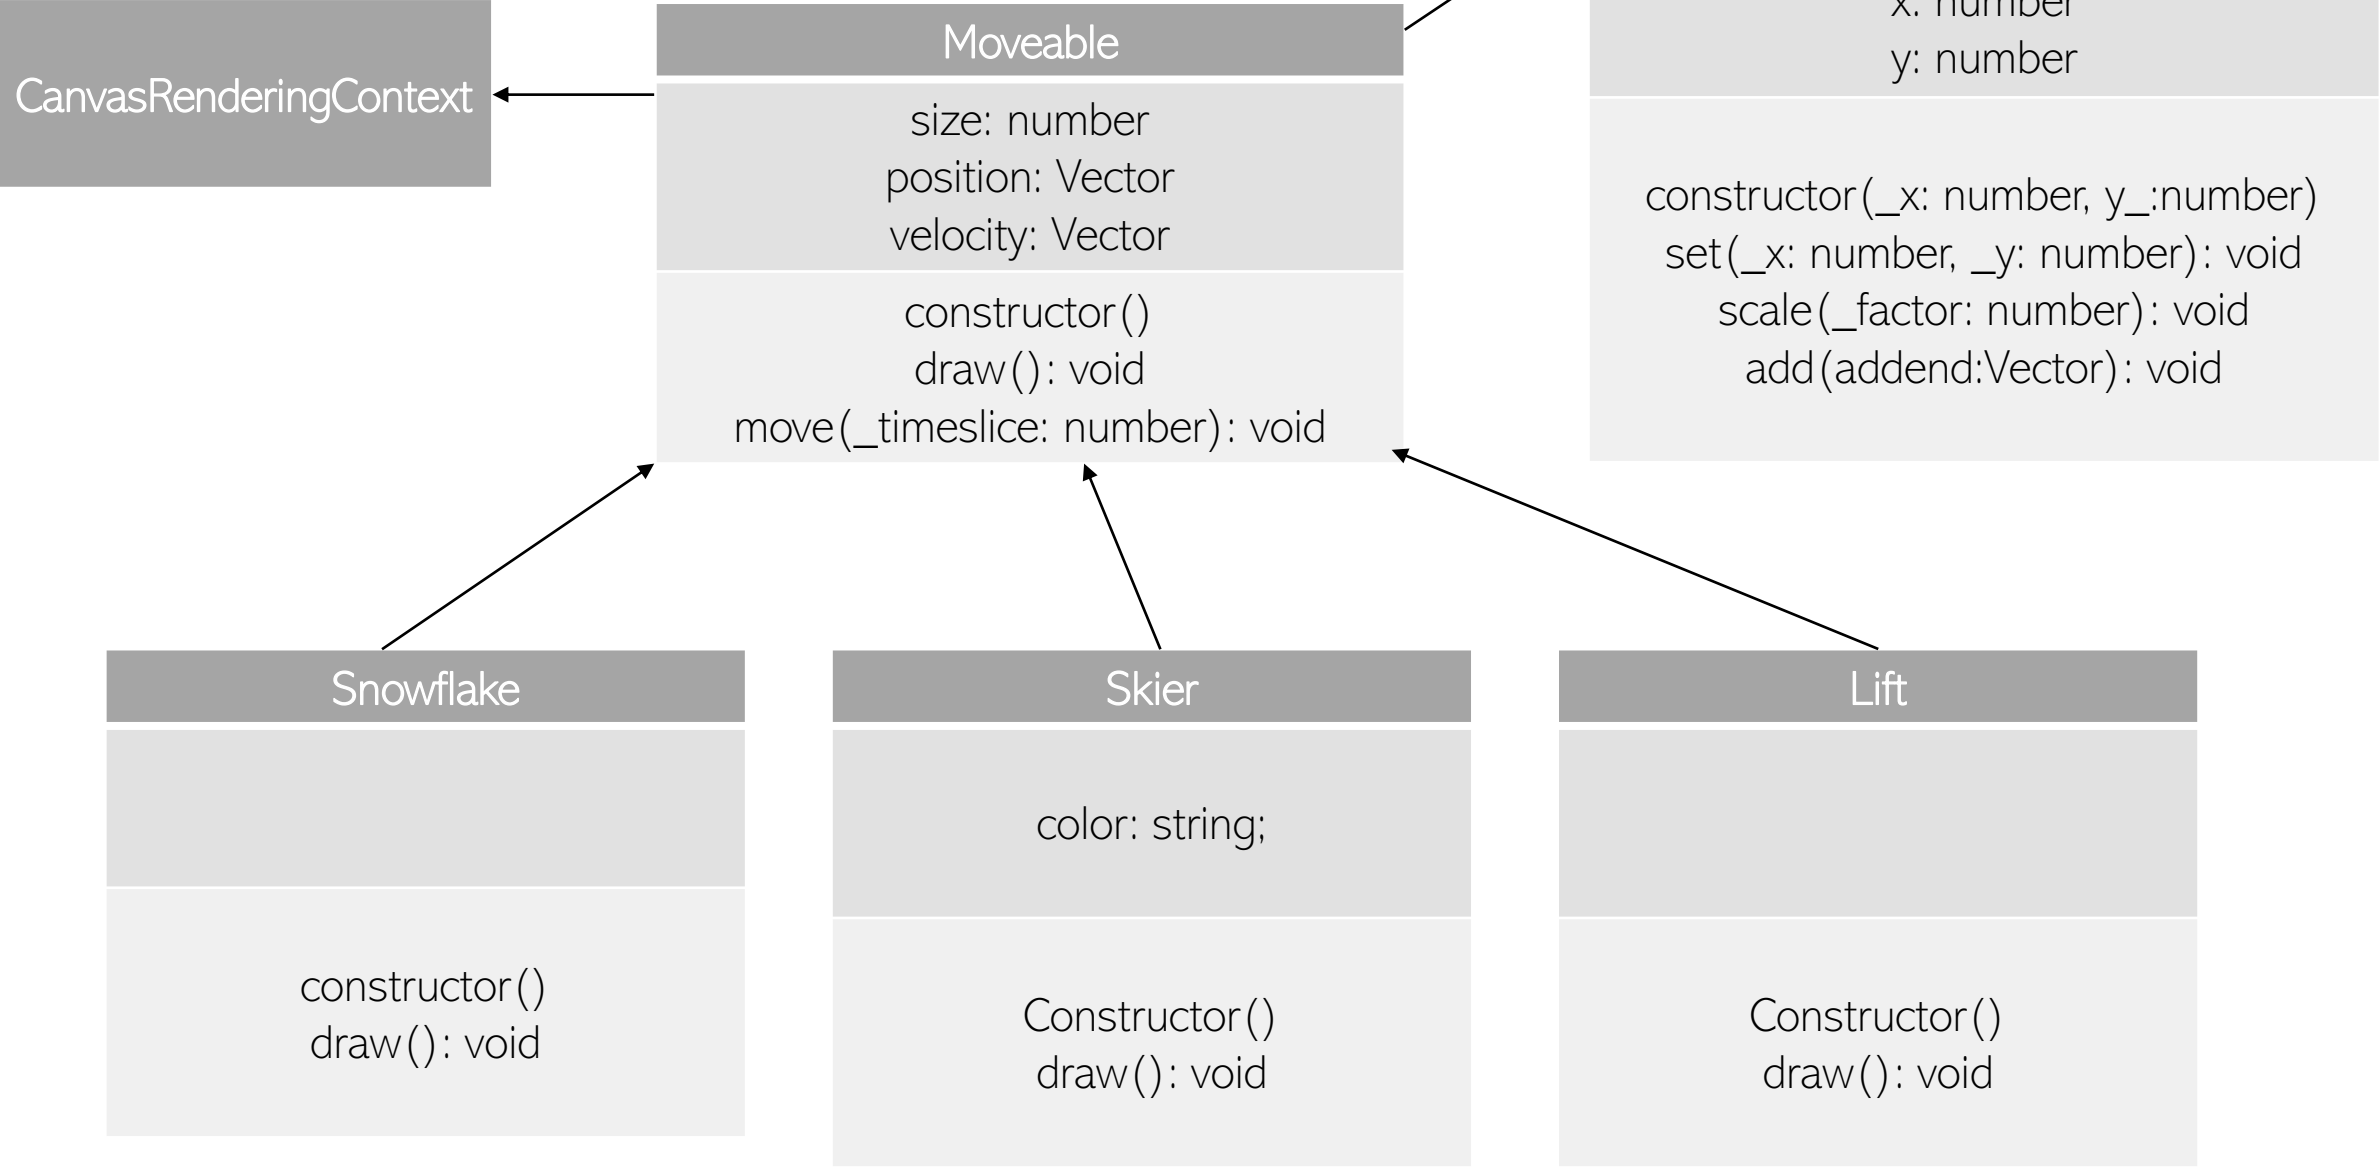 CanvasRenderingContext
Moveable
size: number
position: Vector
velocity: Vector
constructor()
draw(): void
move(_timeslice: number): void
x: number
y: number
constructor(_x: number, y_:number)
set(_x: number, _y: number): void
scale(_factor: number): void
add(addend:Vector): void
Snowflake
constructor()
draw(): void
Skier
color: string;
Constructor()
draw(): void
Lift
Constructor()
draw(): void